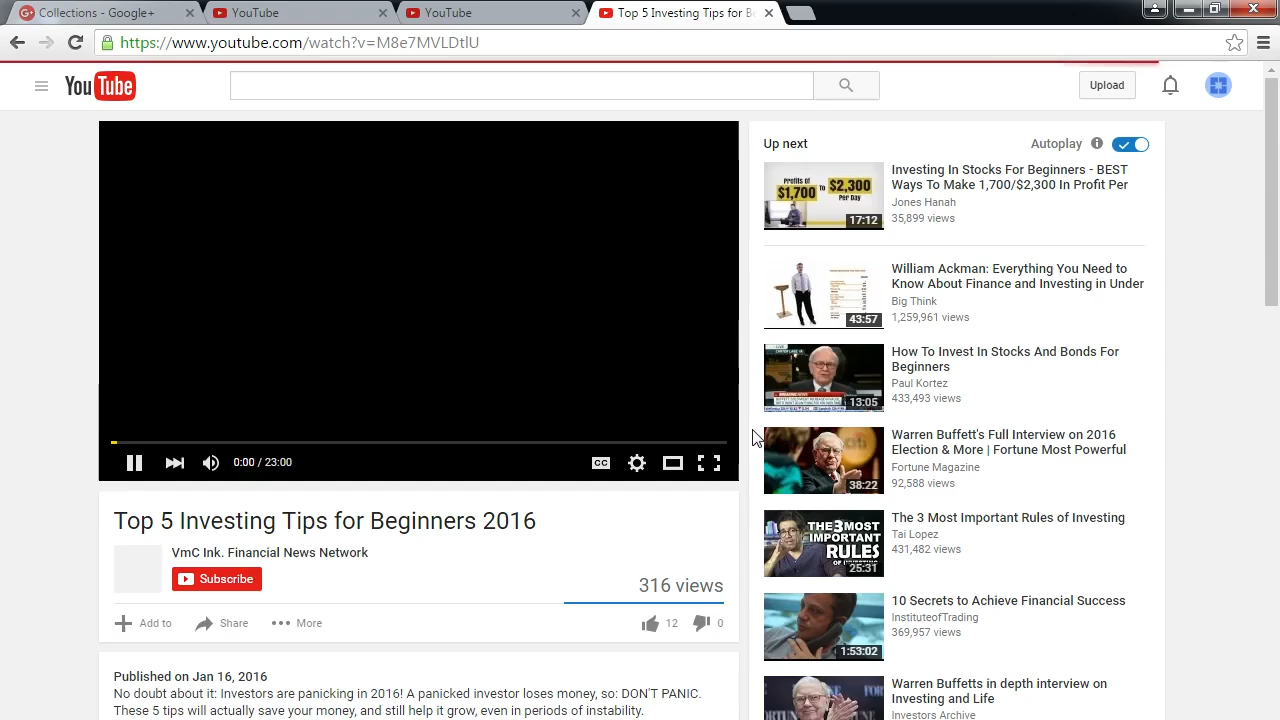 Collections - Google+
YouTube
YouTube
Top 5 Investing Tips for Be
https://www.youtube.com/watch?v=M8e7MVLDtlU
YouTube
Upload
Up next
Autoplay
Profits Of
$1,700 TO $2,300
Per Day
17:12
Investing In Stocks For Beginners - BEST
Ways To Make 1,700/$2,300 In Profit Per
Jones Hanah
35,899 views
43:57
William Ackman: Everything You Need to
Know About Finance and Investing in Under
Big Think
1,259,961 views
13:05
How To Invest In Stocks And Bonds For
Beginners
Paul Kortez
433,493 views
38:22
Warren Buffett's Full Interview on 2016
Election & More | Fortune Most Powerful
Fortune Magazine
92,588 views
THE 3 MOST
IMPORTANT
RULES
OF INVESTING
25:31
The 3 Most Important Rules of Investing
Tai Lopez
431,482 views
1:53:02
10 Secrets to Achieve Financial Success
InstituteofTrading
369,957 views
Warren Buffetts in depth interview on
Investing and Life
Investors Archive
0:00 / 23:00
CC
Top 5 Investing Tips for Beginners 2016
VmC Ink. Financial News Network
Subscribe
316 views
Add to
Share
More
12
0
Published on Jan 16, 2016
No doubt about it: Investors are panicking in 2016! A panicked investor loses money, so: DON'T PANIC.
These 5 tips will actually save your money, and still help it grow, even in periods of instability.